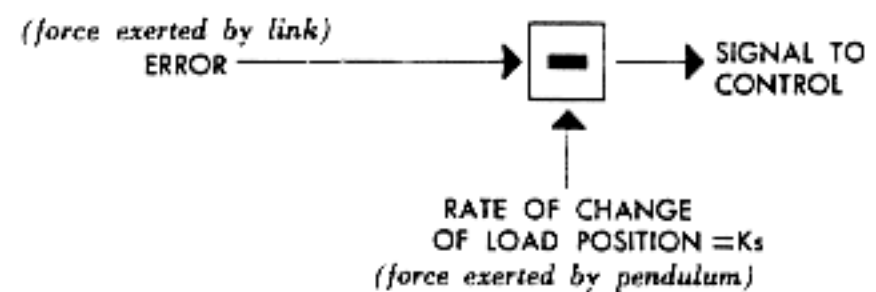 (force exerted by link)
ERROR
SIGNAL TO
CONTROL
RATE OF CHANGE
OF LOAD POSITION =Ks
(force exerted by pendulum)